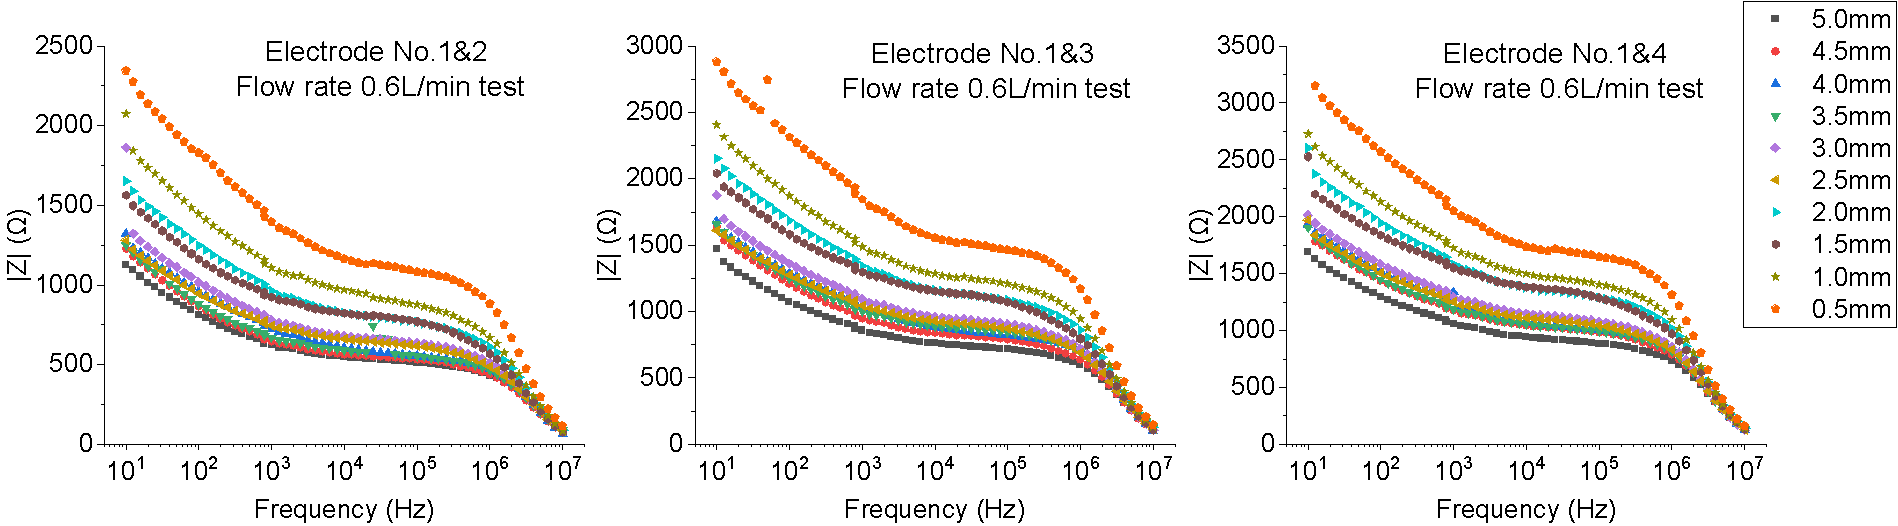 Electrode No.1&2
Flow rate 0.6L/min test
|Z| (Ω)
2500
2000
1500
1000
500
0
10¹ 10² 10³ 10⁴ 10⁵ 10⁶ 10⁷
Frequency (Hz)
Electrode No.1&3
Flow rate 0.6L/min test
|Z| (Ω)
3000
2500
2000
1500
1000
500
0
10¹ 10² 10³ 10⁴ 10⁵ 10⁶ 10⁷
Frequency (Hz)
Electrode No.1&4
Flow rate 0.6L/min test
|Z| (Ω)
3500
3000
2500
2000
1500
1000
500
0
10¹ 10² 10³ 10⁴ 10⁵ 10⁶ 10⁷
Frequency (Hz)
5.0mm
4.5mm
4.0mm
3.5mm
3.0mm
2.5mm
2.0mm
1.5mm
1.0mm
0.5mm